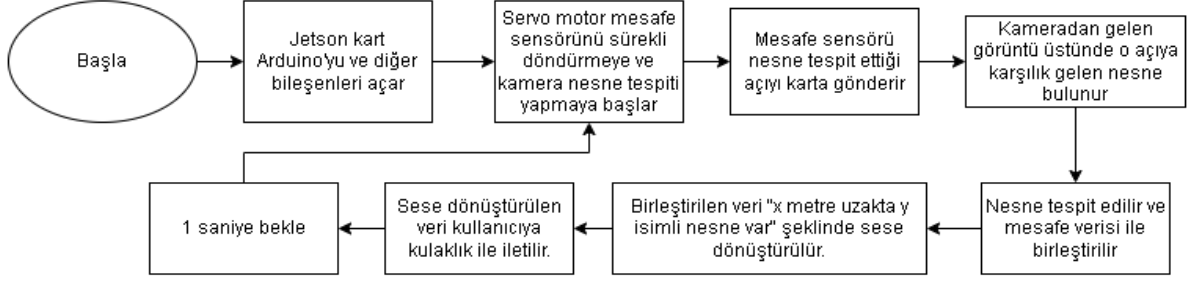 Başla
Jetson kart
Arduino'yu ve diğer
bileşenleri açar
Servo motor mesafe
sensörünü sürekli
döndürmeye ve
kamera nesne tespiti
yapmaya başlar
Mesafe sensörü
nesne tespit ettiği
açıyı karta gönderir
Kameradan gelen
görüntü üstünde o açıya
karşılık gelen nesne
bulunur
Nesne tespit edilir ve
mesafe verisi ile
birleştirilir
Birleştirilen veri "x metre uzakta y
isimli nesne var" şeklinde sese
dönüştürülür.
Sese dönüştürülen
veri kullanıcıya
kulaklık ile iletilir.
1 saniye bekle